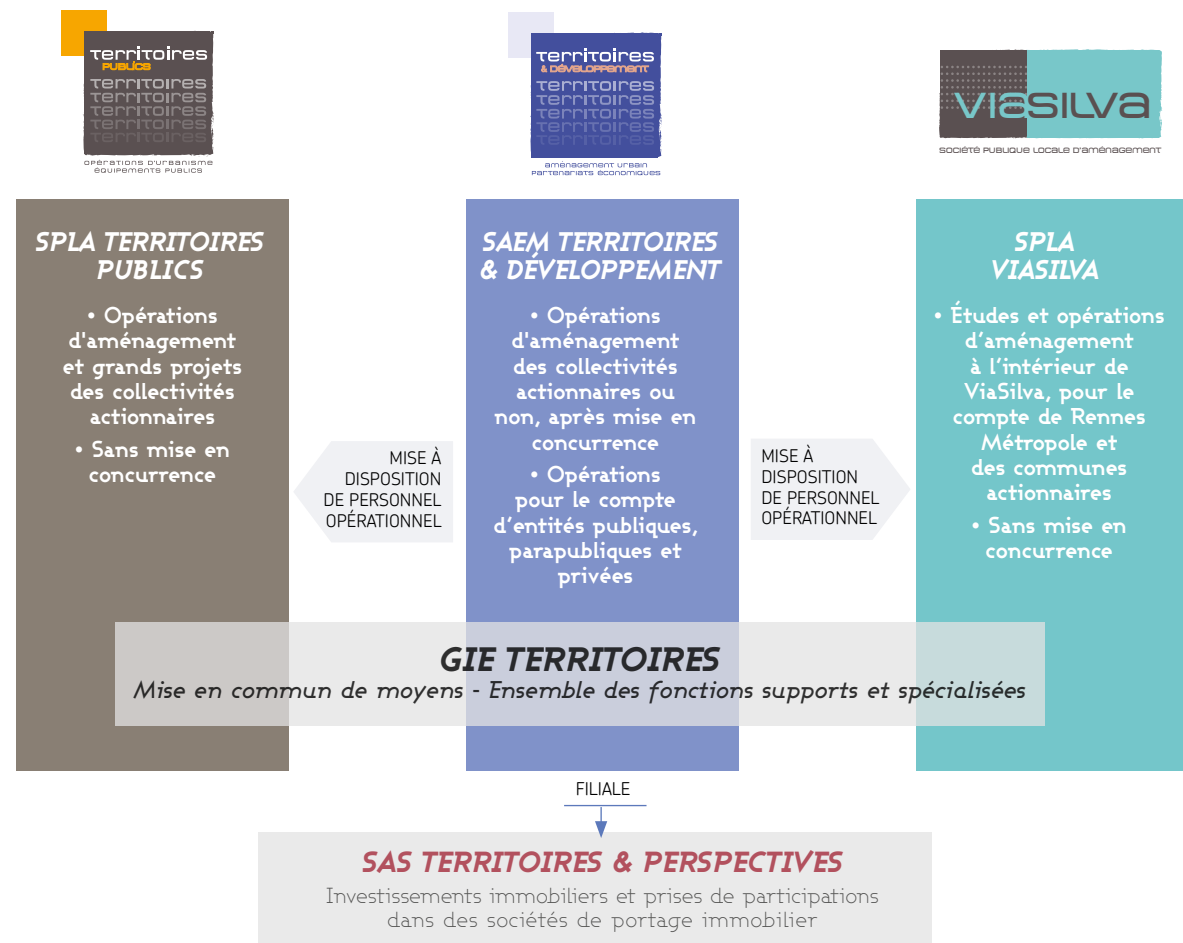 territoires
PUBLICS
territoires
territoires
territoires
territoires
territoires
OPÉRATIONS D'URBANISME
ÉQUIPEMENTS PUBLICS
territoires
& DÉVELOPPEMENT
territoires
territoires
territoires
territoires
territoires
AMÉNAGEMENT URBAIN
PARTENARIATS ÉCONOMIQUES
VIASILVA
SOCIÉTÉ PUBLIQUE LOCALE D'AMÉNAGEMENT
SPLA TERRITOIRES
PUBLICS
• Opérations
d'aménagement
et grands projets
des collectivités
actionnaires
• Sans mise en
concurrence
MISE À
DISPOSITION
DE PERSONNEL
OPÉRATIONNEL
SAEM TERRITOIRES
& DÉVELOPPEMENT
• Opérations
d'aménagement
des collectivités
actionnaires ou
non, après mise en
concurrence
• Opérations
pour le compte
d’entités publiques,
parapubliques et
privées
MISE À
DISPOSITION
DE PERSONNEL
OPÉRATIONNEL
SPLA
VIASILVA
• Études et opérations
d’aménagement
à l’intérieur de
ViaSilva, pour le
compte de Rennes
Métropole et
des communes
actionnaires
• Sans mise en
concurrence
GIE TERRITOIRES
Mise en commun de moyens - Ensemble des fonctions supports et spécialisées
FILIALE
SAS TERRITOIRES & PERSPECTIVES
Investissements immobiliers et prises de participations
dans des sociétés de portage immobilier